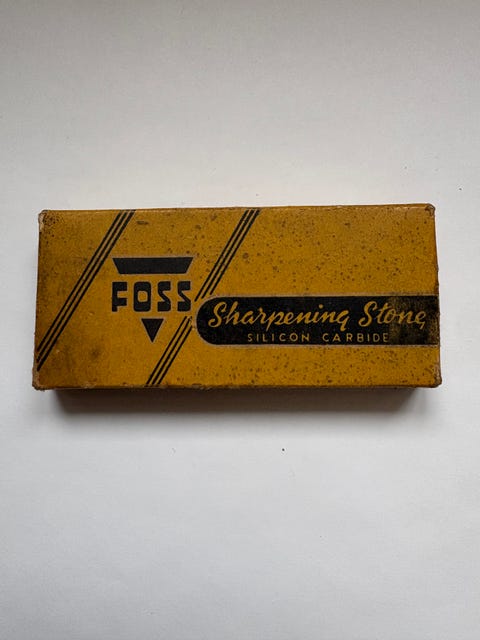 FOSS
Sharpening Stone
SILICON CARBIDE